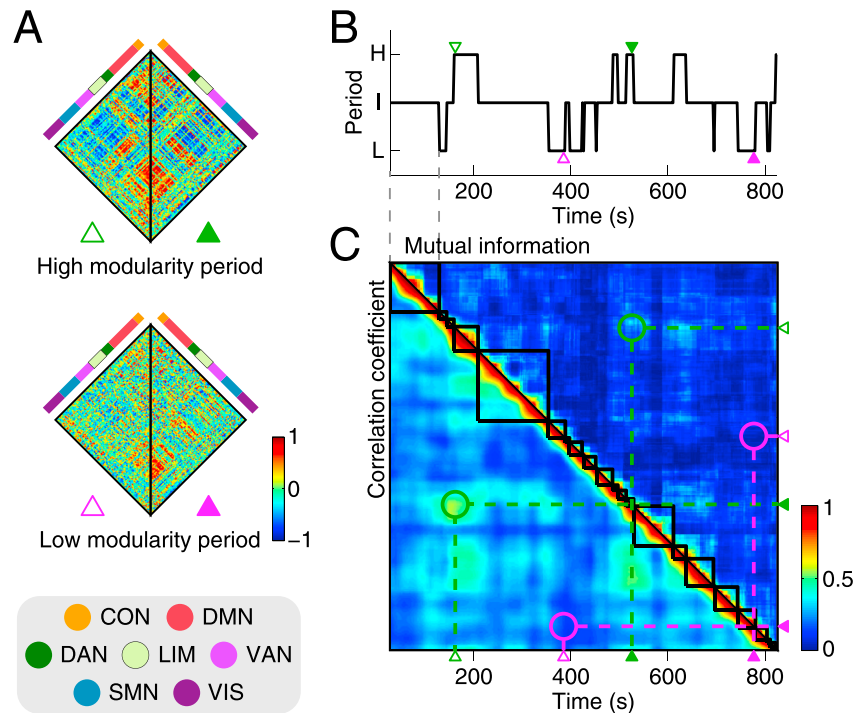 A
High modularity period
1
−1
Low modularity period
CON
DMN
DAN
LIM
VAN
SMN
VIS
B
Period
H
I
L
200
400
600
800
Time (s)
C
Mutual information
Correlation coefficient
1
0.5
0
200
400
600
800
Time (s)